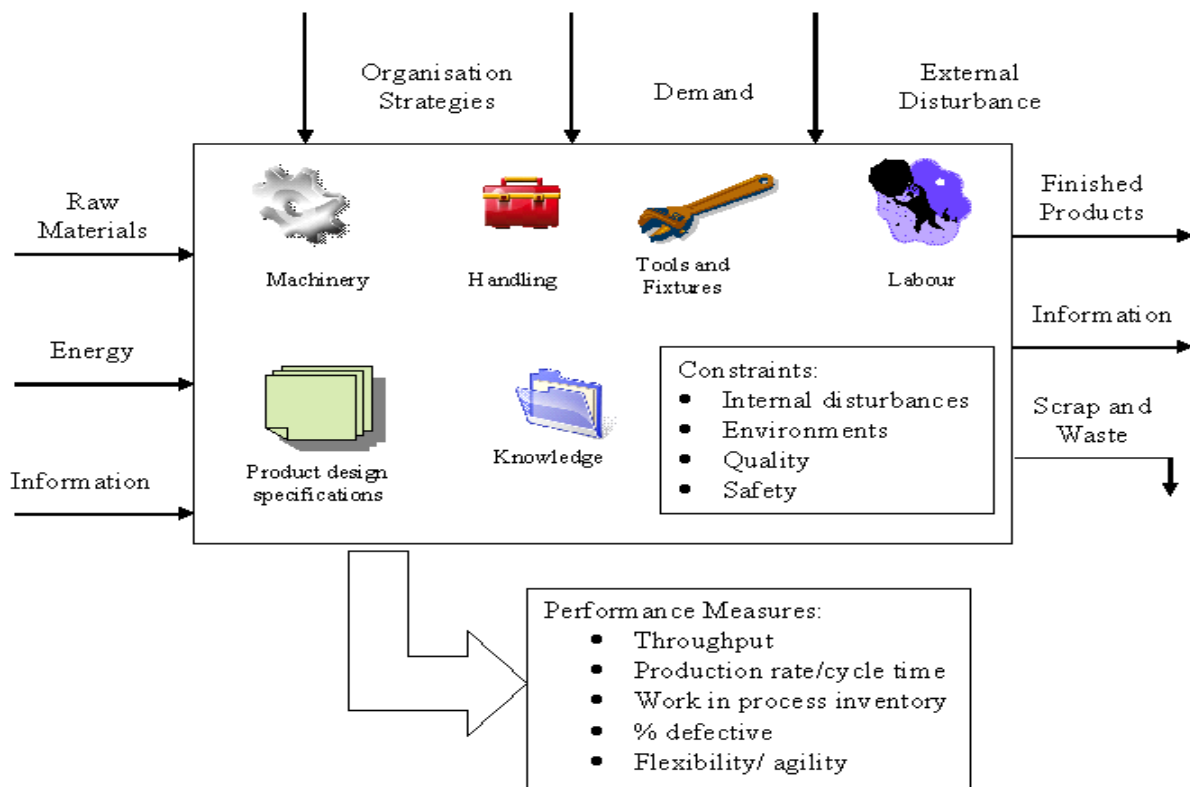 Organisation
Strategies
Demand
External
Disturbance
Raw
Materials
Energy
Information
Machinery
Handling
Tools and
Fixtures
Labour
Product design
specifications
Knowledge
Constraints:
• Internal disturbances
• Environments
• Quality
• Safety
Finished
Products
Information
Scrap and
Waste
Performance Measures:
• Throughput
• Production rate/cycle time
• Work in process inventory
• % defective
• Flexibility/ agility